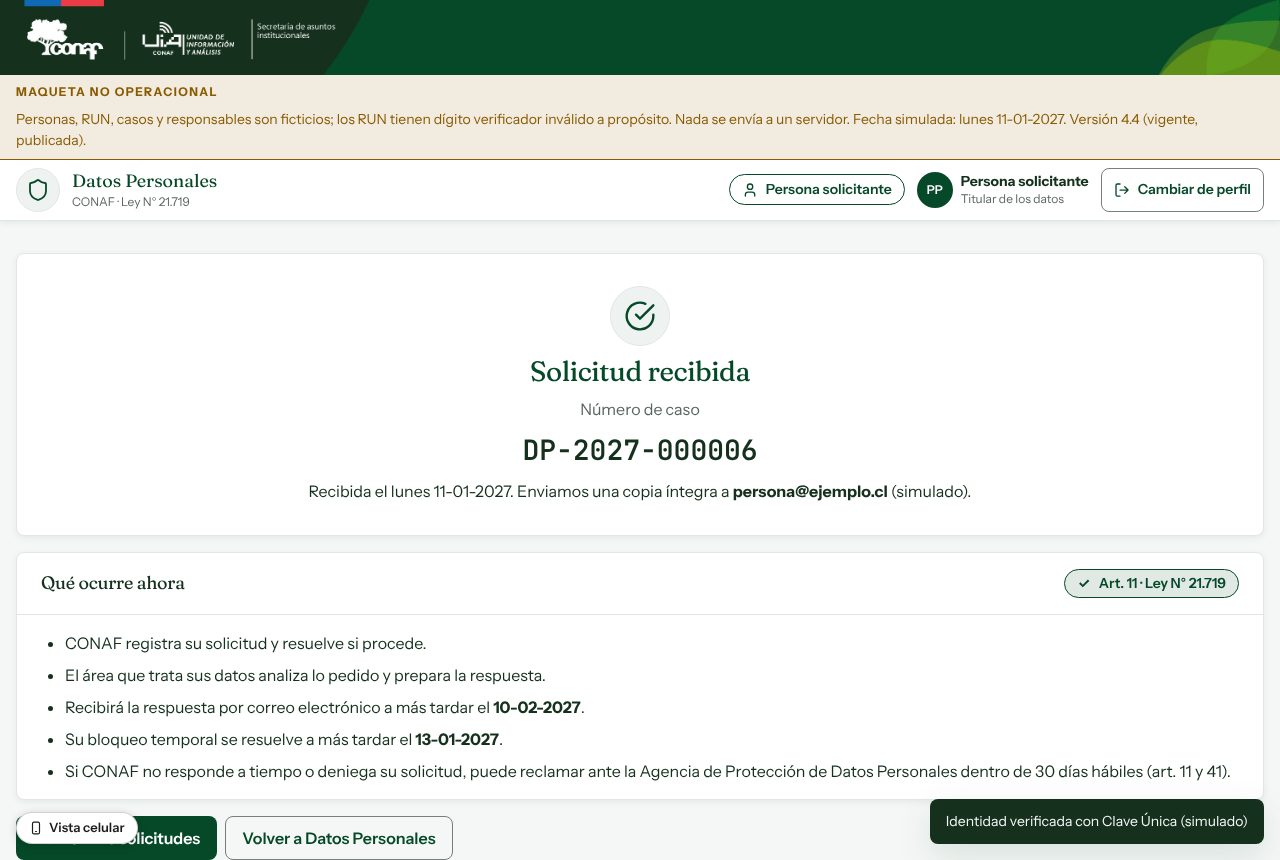 Conaf
UIA
CONAF
UNIDAD DE
INFORMACIÓN
Y ANÁLISIS
Secretaría de asuntos
institucionales
MAQUETA NO OPERACIONAL
Personas, RUN, casos y responsables son ficticios; los RUN tienen dígito verificador inválido a propósito. Nada se envía a un servidor. Fecha simulada: lunes 11-01-2027. Versión 4.4 (vigente,
publicada).
Datos Personales
CONAF · Ley N° 21.719
Persona solicitante
PP
Persona solicitante
Titular de los datos
Cambiar de perfil
Solicitud recibida
Número de caso
DP-2027-000006
Recibida el lunes 11-01-2027. Enviamos una copia íntegra a persona@ejemplo.cl (simulado).
Qué ocurre ahora
Art. 11 · Ley N° 21.719
CONAF registra su solicitud y resuelve si procede.
El área que trata sus datos analiza lo pedido y prepara la respuesta.
Recibirá la respuesta por correo electrónico a más tardar el 10-02-2027.
Su bloqueo temporal se resuelve a más tardar el 13-01-2027.
Si CONAF no responde a tiempo o deniega su solicitud, puede reclamar ante la Agencia de Protección de Datos Personales dentro de 30 días hábiles (art. 11 y 41).
Vista celular
Volver a Datos Personales
Identidad verificada con Clave Única (simulado)